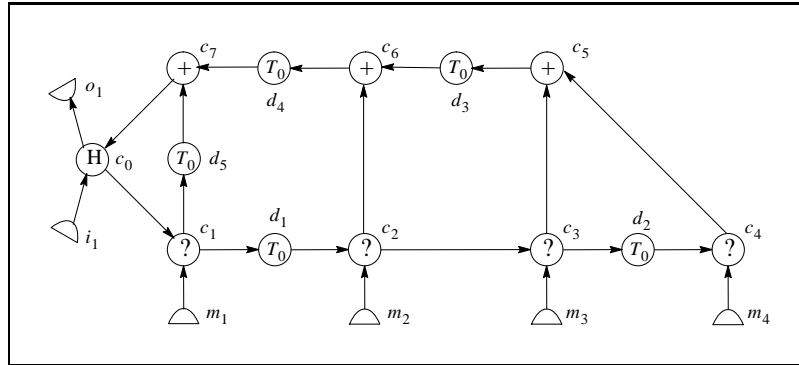 c7
c6
c5
+
T0
+
T0
+
d4
d3
o1
H
c0
T0
d5
i1
c1
d1
c2
c3
d2
c4
?
T0
?
?
T0
?
m1
m2
m3
m4